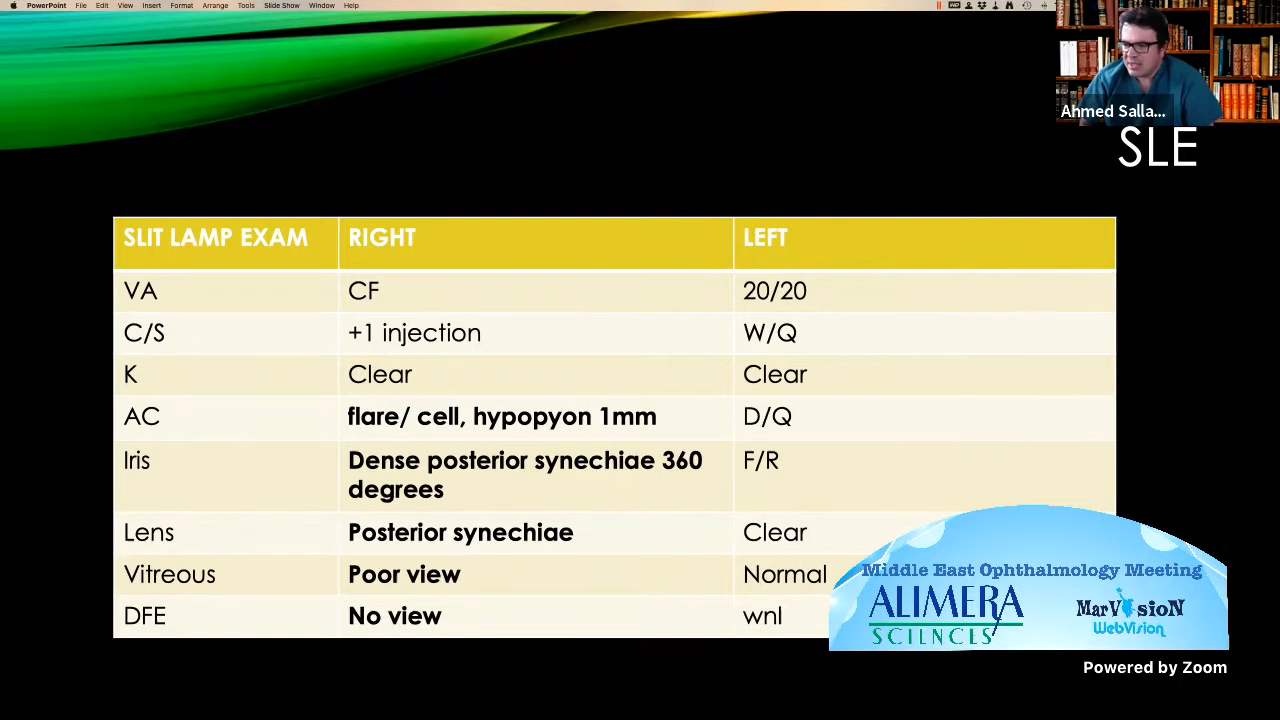 PowerPoint File Edit View Insert Format Arrange Tools Slide Show Window Help
Ahmed Salla...
SLE
SLIT LAMP EXAM RIGHT LEFT
VA CF 20/20
C/S +1 injection W/Q
K Clear Clear
AC flare/ cell, hypopyon 1mm D/Q
Iris Dense posterior synechiae 360 F/R
degrees
Lens Posterior synechiae Clear
Vitreous Poor view Normal
DFE No view wnl
Middle East Ophthalmology Meeting
ALIMERA
SCIENCES
MarVision
WebVision
Powered by Zoom